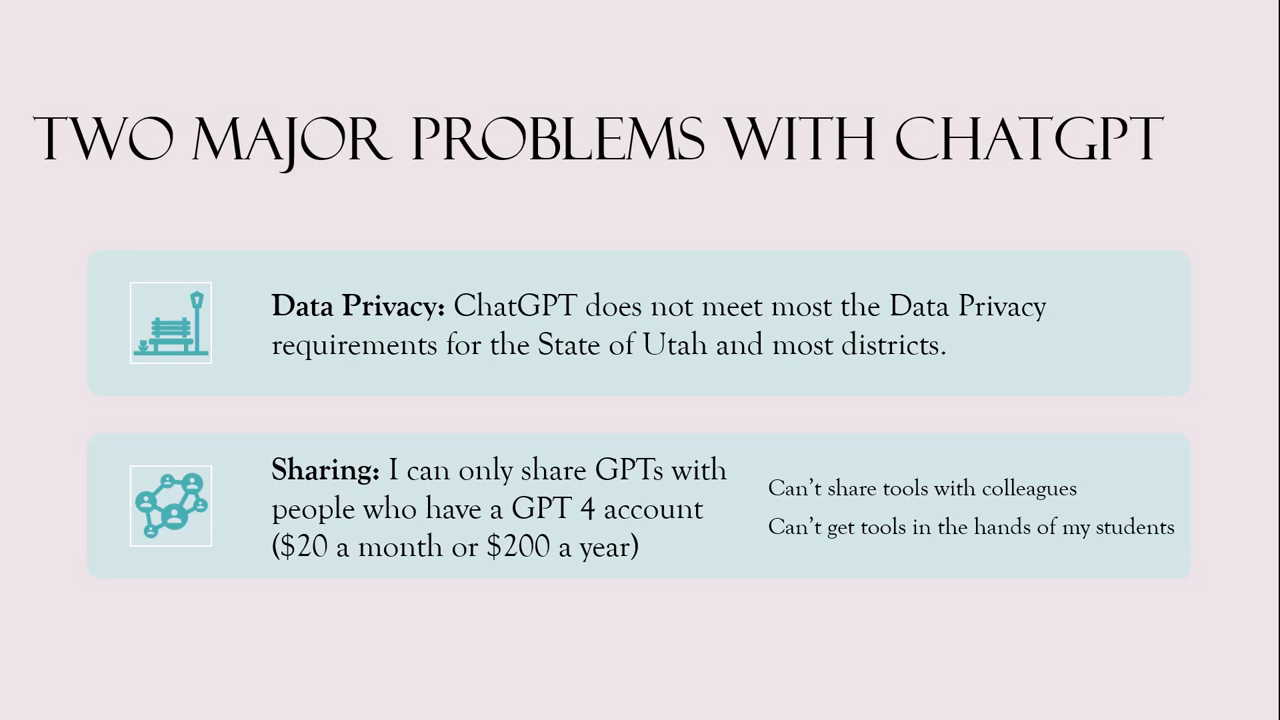 TWO MAJOR PROBLEMS WITH CHATGPT
Data Privacy: ChatGPT does not meet most the Data Privacy
requirements for the State of Utah and most districts.
Sharing: I can only share GPTs with
people who have a GPT 4 account
($20 a month or $200 a year)
Can't share tools with colleagues
Can't get tools in the hands of my students